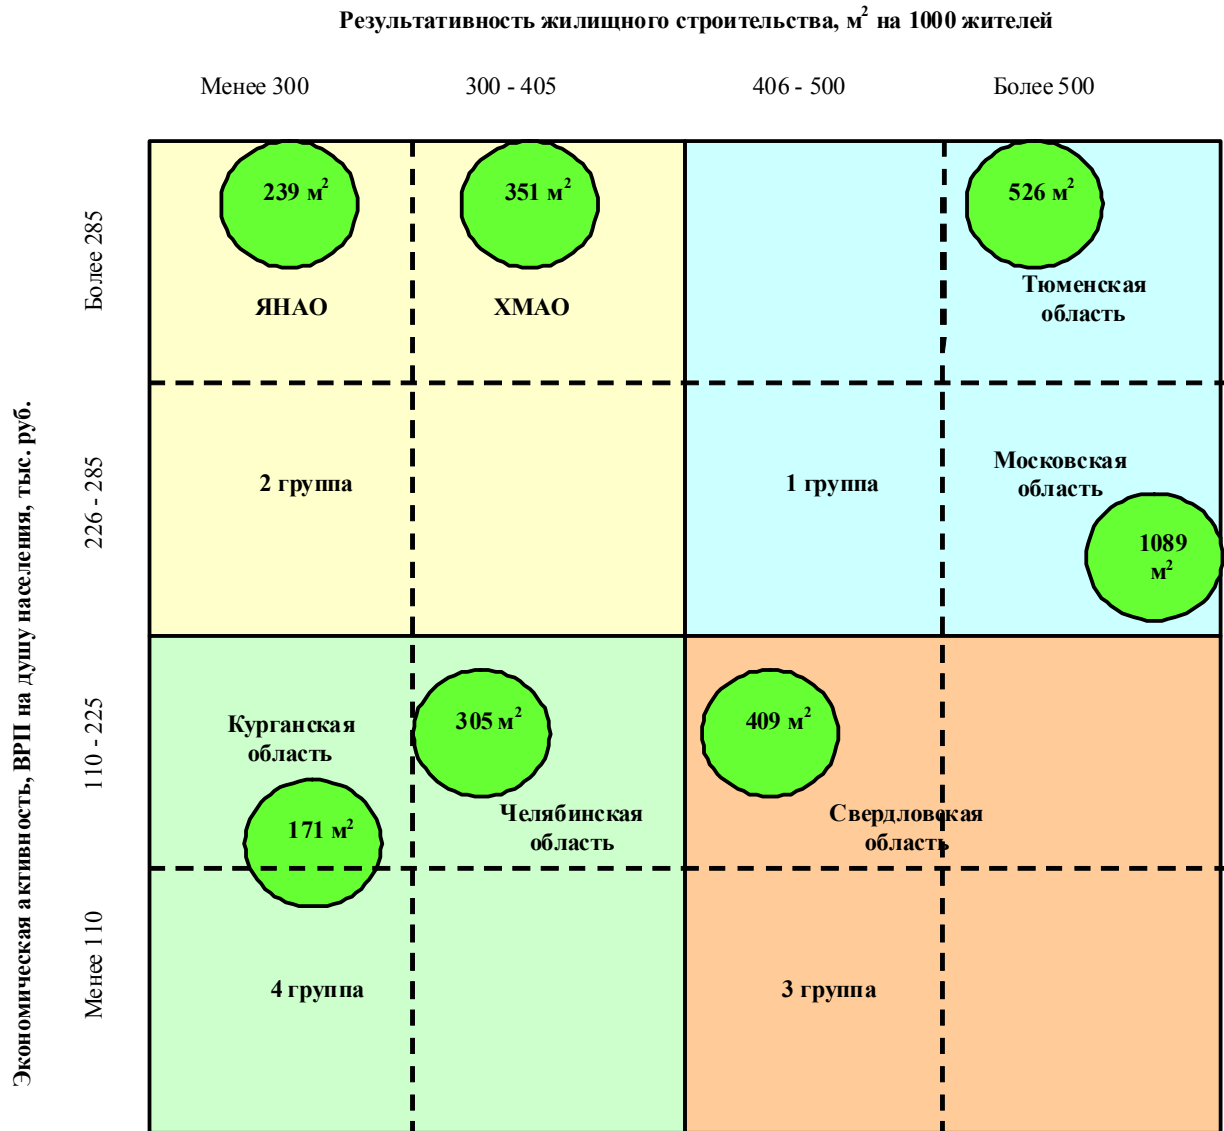 Результативность жилищного строительства, м² на 1000 жителей
Менее 300
300 - 405
406 - 500
Более 500
Экономическая активность, ВРП на душу населения, тыс. руб.
Более 285
239 м²
351 м²
526 м²
ЯНАО
ХМАО
Тюменская
область
226 - 285
2 группа
1 группа
Московская
область
1089
м²
110 - 225
Курганская
область
171 м²
305 м²
Челябинская
область
409 м²
Свердловская
область
Менее 110
4 группа
3 группа